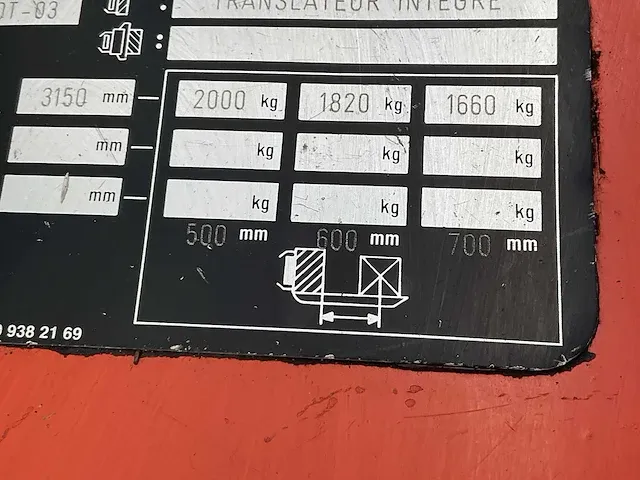 DT-03
TRANSLATEUR INTEGRE
:
:
3150 mm 2000 kg 1820 kg 1660 kg
mm kg kg kg
mm kg kg kg
500 mm 600 mm 700 mm
938 21 69